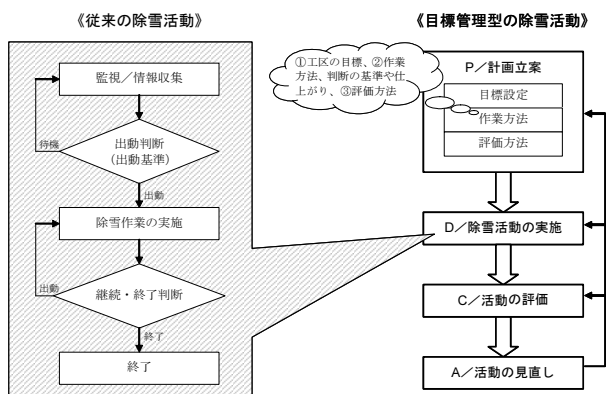 《従来の除雪活動》
監視／情報収集
待機
出動判断
(出動基準)
出動
除雪作業の実施
出動
継続・終了判断
終了
終了
《目標管理型の除雪活動》
①工区の目標、②作業
方法、判断の基準や仕
上がり、③評価方法
P／計画立案
目標設定
作業方法
評価方法
D／除雪活動の実施
C／活動の評価
A／活動の見直し